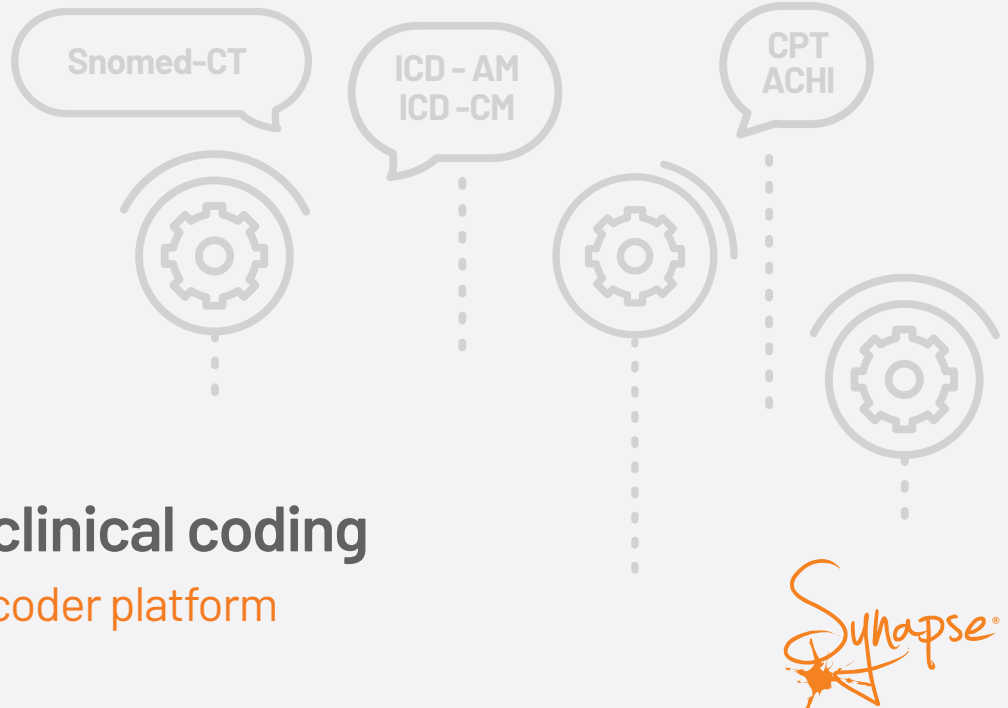 Snomed-CT
ICD - AM
ICD -CM
CPT
ACHI
clinical coding
coder platform
Synapse®